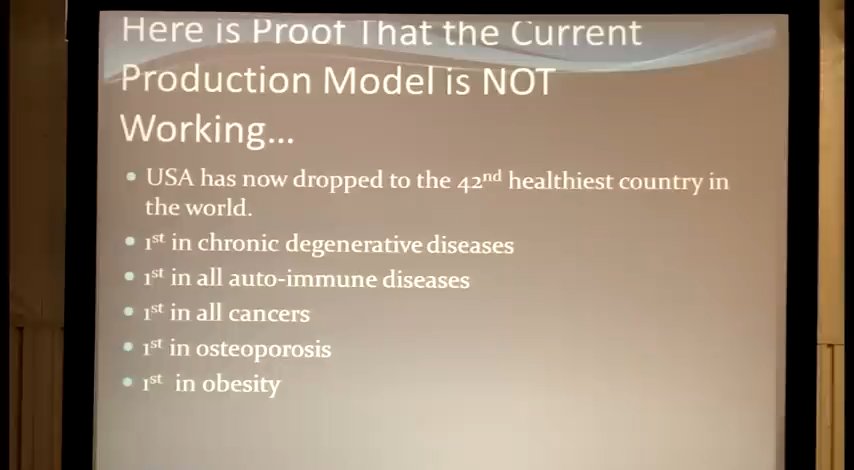 Here is Proof That the Current
Production Model is NOT
Working...
• USA has now dropped to the 42nd healthiest country in
the world.
• 1st in chronic degenerative diseases
• 1st in all auto-immune diseases
• 1st in all cancers
• 1st in osteoporosis
• 1st in obesity